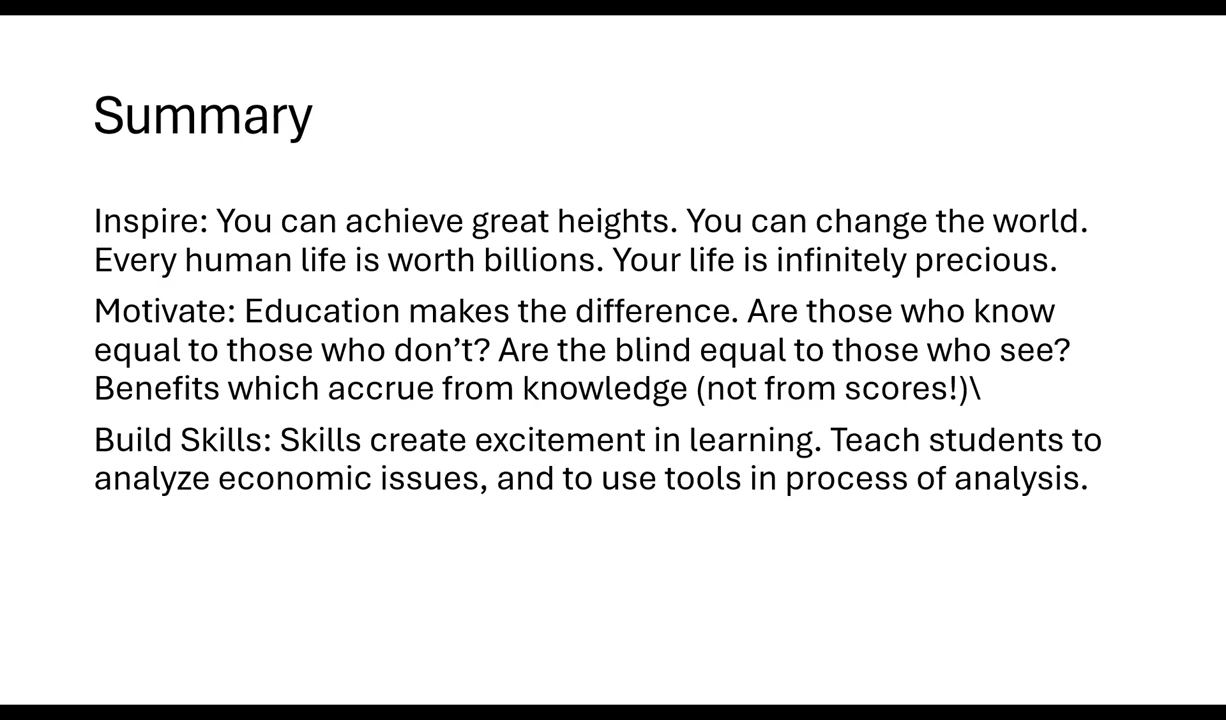 Summary
Inspire: You can achieve great heights. You can change the world.
Every human life is worth billions. Your life is infinitely precious.
Motivate: Education makes the difference. Are those who know
equal to those who don’t? Are the blind equal to those who see?
Benefits which accrue from knowledge (not from scores!)\
Build Skills: Skills create excitement in learning. Teach students to
analyze economic issues, and to use tools in process of analysis.